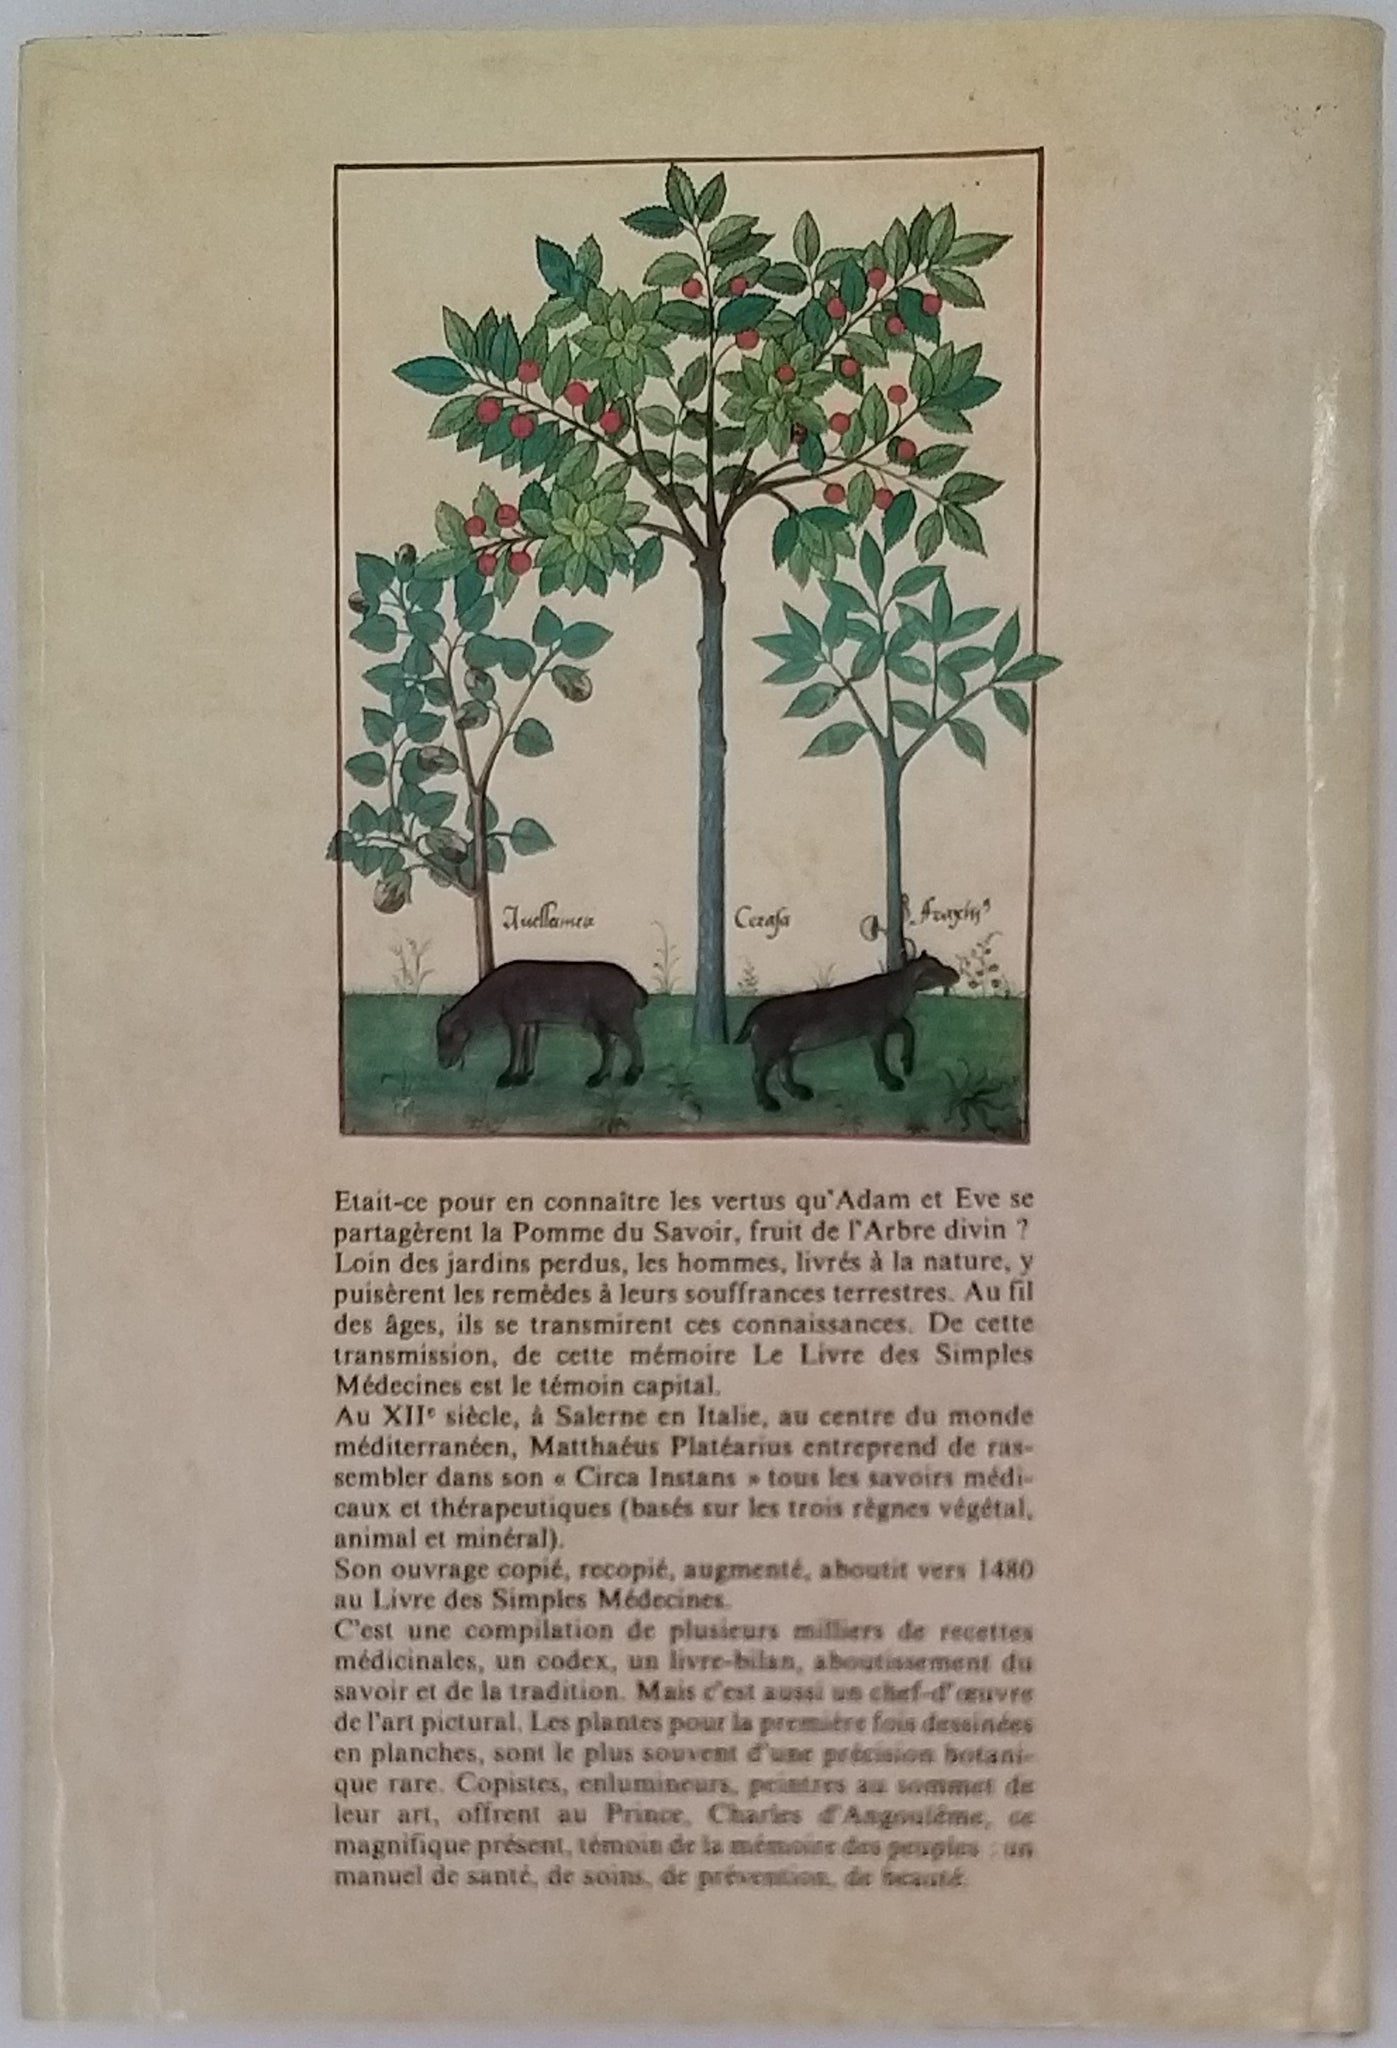 Avellanea
Cerasa
Fraxin⁹
Etait-ce pour en connaître les vertus qu'Adam et Eve se
partagèrent la Pomme du Savoir, fruit de l'Arbre divin ?
Loin des jardins perdus, les hommes, livrés à la nature, y
puisèrent les remèdes à leurs souffrances terrestres. Au fil
des âges, ils se transmirent ces connaissances. De cette
transmission, de cette mémoire Le Livre des Simples
Médecines est le témoin capital.
Au XIIᵉ siècle, à Salerne en Italie, au centre du monde
méditerranéen, Matthaéus Platéarius entreprend de ras-
sembler dans son « Circa Instans » tous les savoirs médi-
caux et thérapeutiques (basés sur les trois règnes végétal,
animal et minéral).
Son ouvrage copié, recopié, augmenté, aboutit vers 1480
au Livre des Simples Médecines.
C'est une compilation de plusieurs milliers de recettes
médicinales, un codex, un livre-bilan, aboutissement du
savoir et de la tradition. Mais c'est aussi un chef-d'œuvre
de l'art pictural. Les plantes pour la première fois dessinées
en planches, sont le plus souvent d'une précision botani-
que rare. Copistes, enlumineurs, peintres au sommet de
leur art, offrent au Prince, Charles d'Angoulême, ce
magnifique présent, témoin de la mémoire des peuples : un
manuel de santé, de soins, de prévention, de beauté.